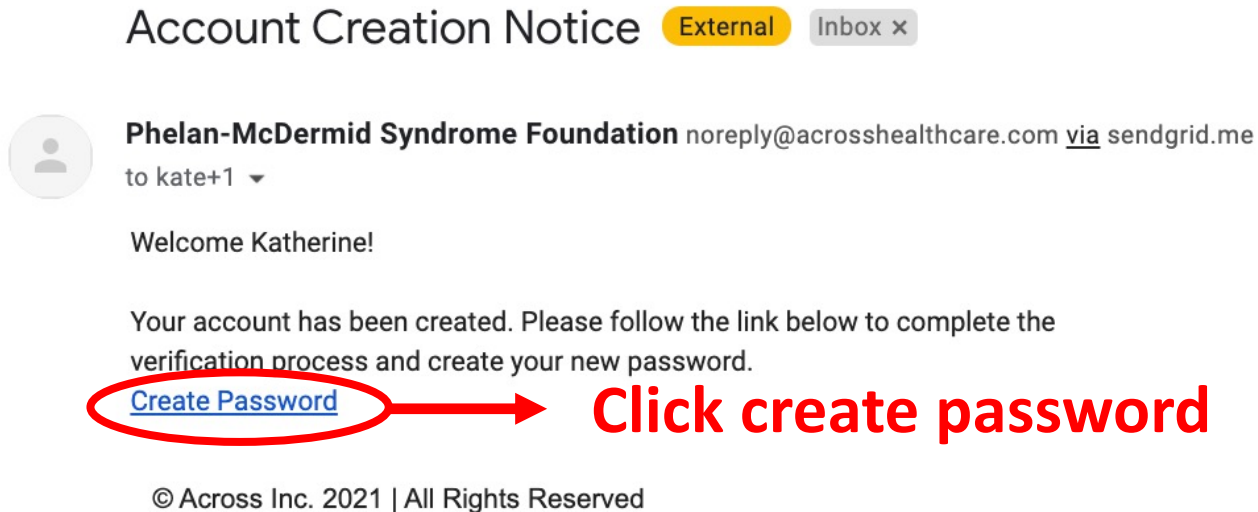 Account Creation Notice External Inbox ×
Phelan-McDermid Syndrome Foundation noreply@acrosshealthcare.com via sendgrid.me
to kate+1
Welcome Katherine!
Your account has been created. Please follow the link below to complete the
verification process and create your new password.
Create Password Click create password
© Across Inc. 2021 | All Rights Reserved